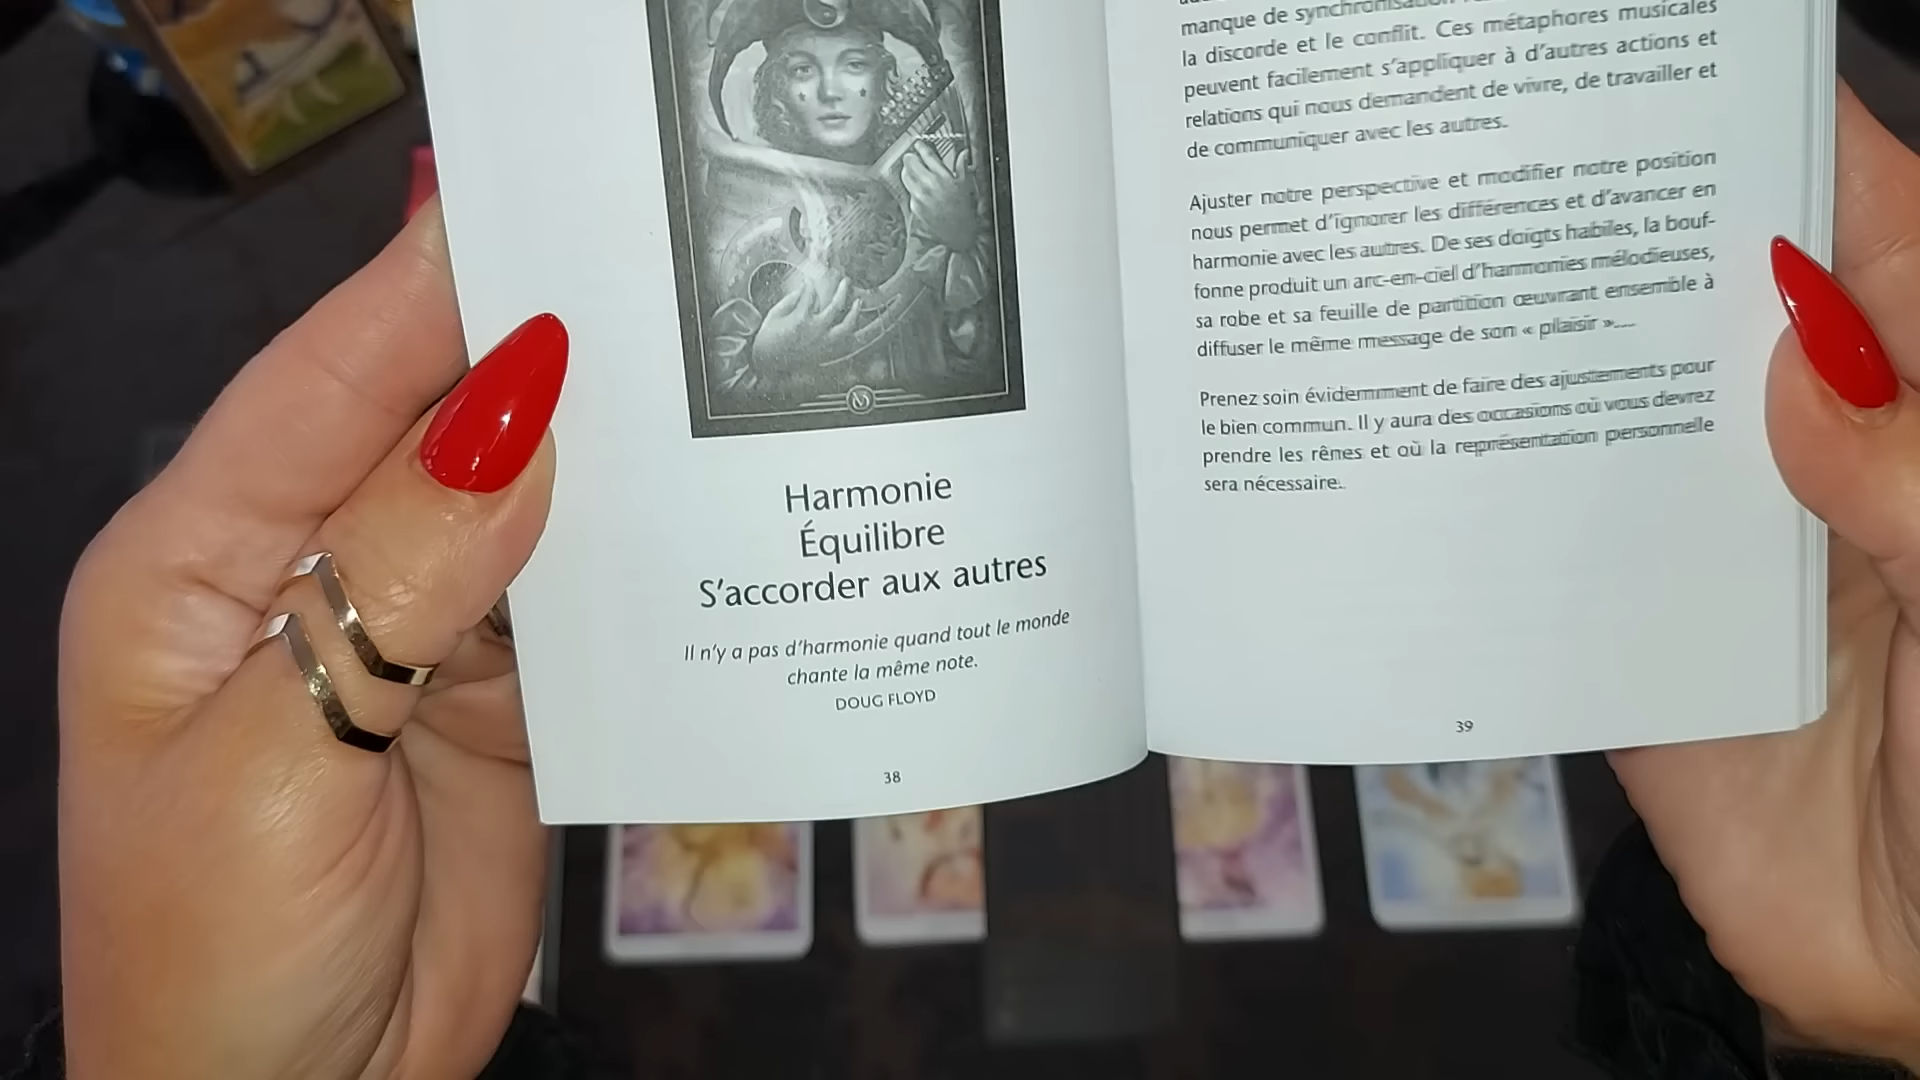 Harmonie
Équilibre
S'accorder aux autres
Il n'y a pas d'harmonie quand tout le monde
chante la même note.
DOUG FLOYD
38
manque de synchronisation
la discorde et le conflit. Ces métaphores musicales
peuvent facilement s'appliquer à d'autres actions et
relations qui nous demandent de vivre, de travailler et
de communiquer avec les autres.
Ajuster notre perspective et modifier notre position
nous permet d'ignorer les différences et d'avancer en
harmonie avec les autres. De ses doigts habiles, la bouf-
fonne produit un arc-en-ciel d'harmonies mélodieuses,
sa robe et sa feuille de partition œuvrant ensemble à
diffuser le même message de son « plaisir »....
Prenez soin évidemment de faire des ajustements pour
le bien commun. Il y aura des occasions où vous devrez
prendre les rênes et où la représentation personnelle
sera nécessaire.
39